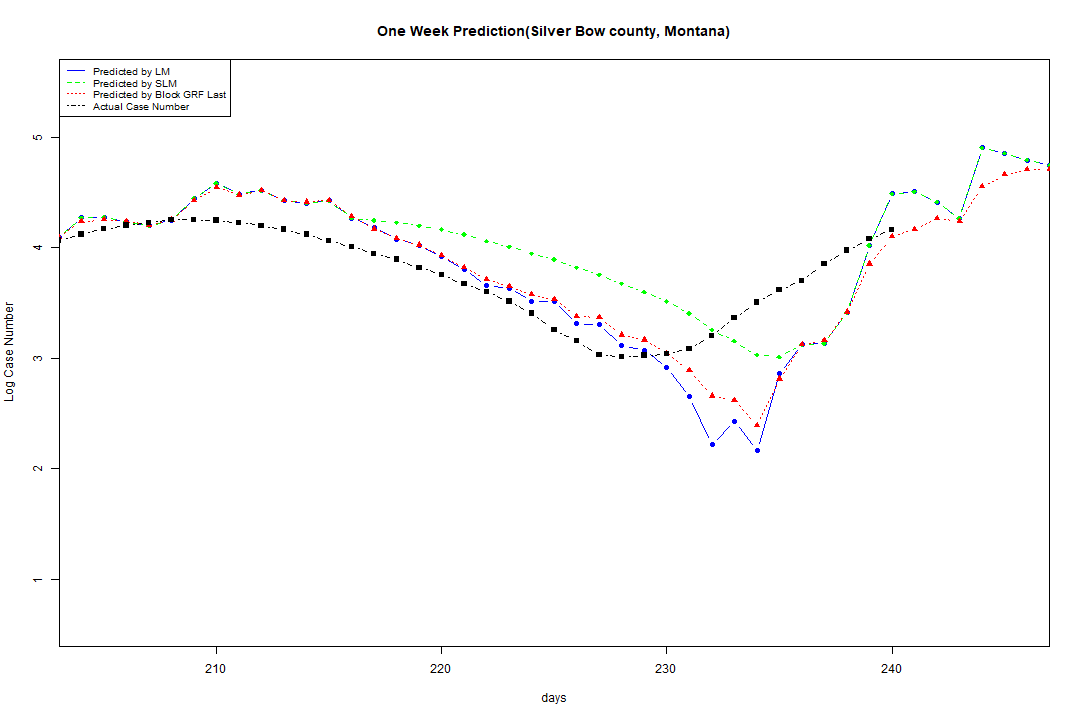 One Week Prediction(Silver Bow county, Montana)
Predicted by LM
Predicted by SLM
Predicted by Block GRF Last
Actual Case Number
5
4
3
2
1
Log Case Number
210 220 230 240
days